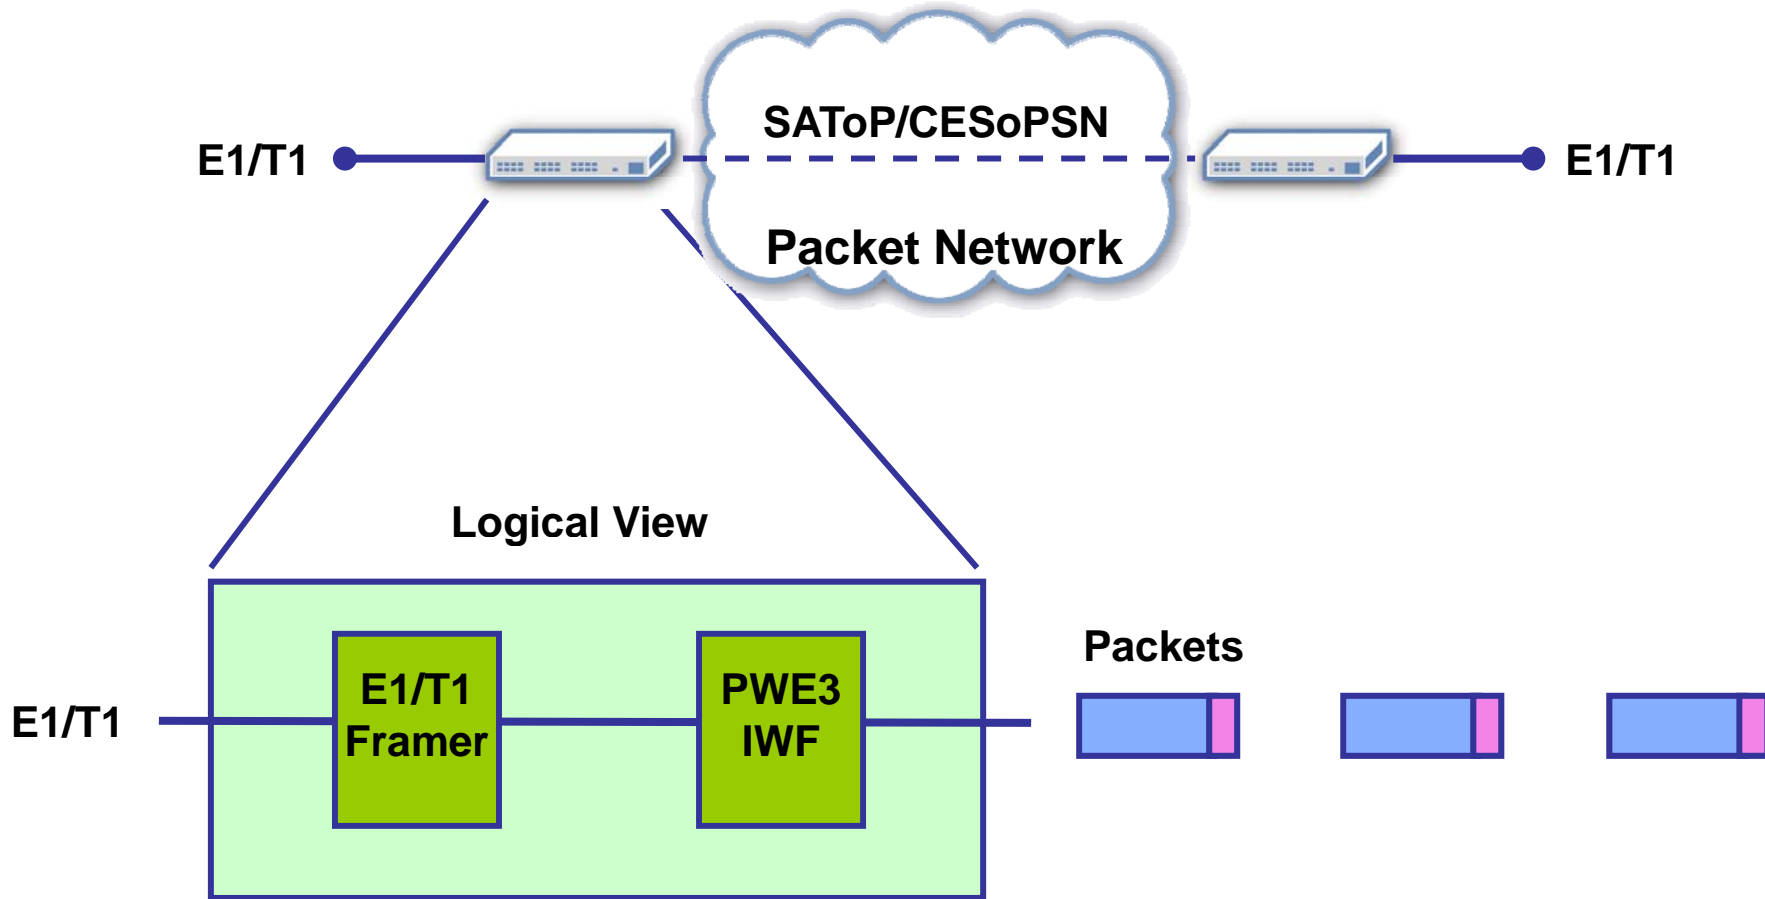 SAToP/CESoPSN
E1/T1
E1/T1
Packet Network
Logical View
Packets
E1/T1
E1/T1
Framer
PWE3
IWF